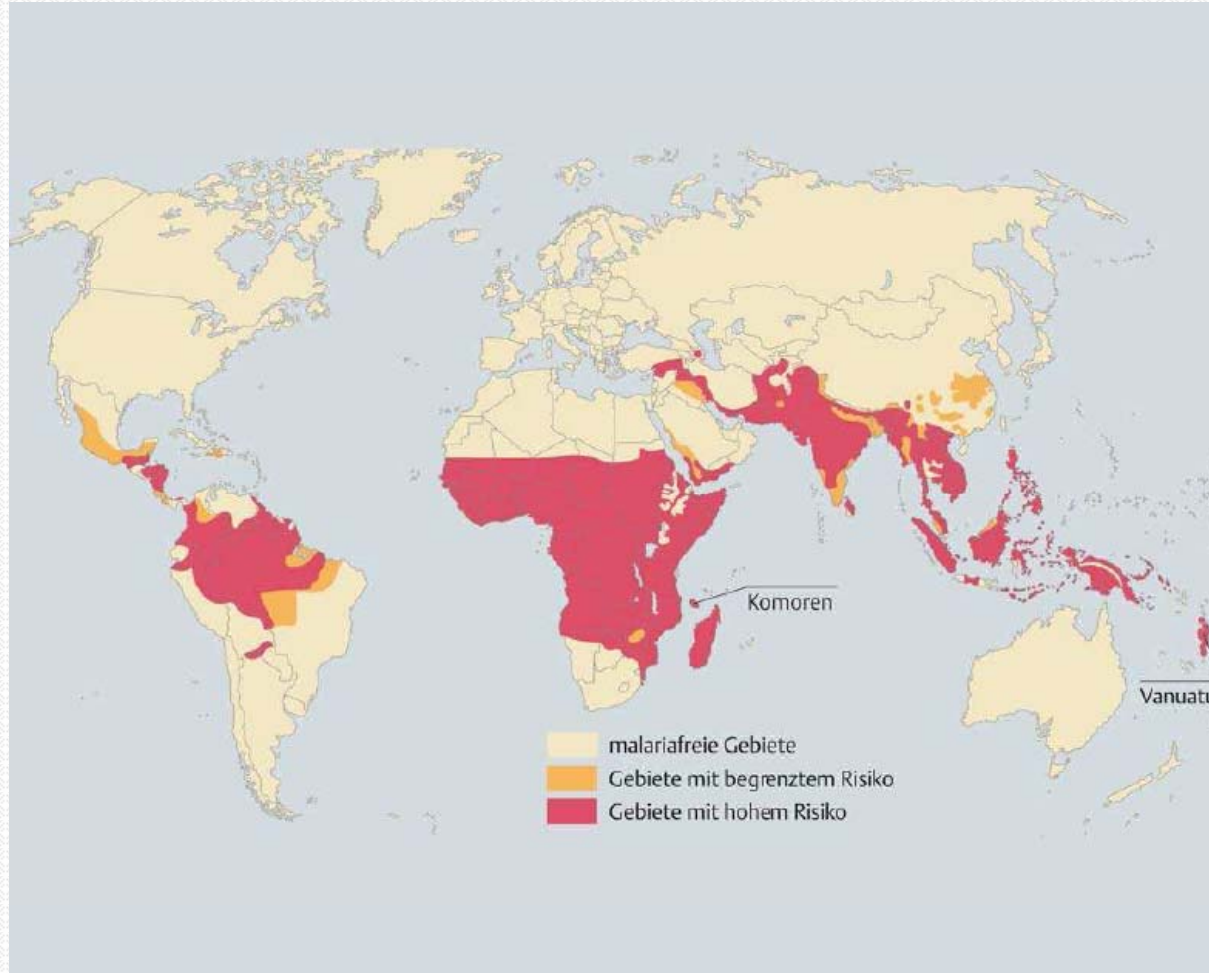 Komoren
Vanuatu
malariafreie Gebiete
Gebiete mit begrenztem Risiko
Gebiete mit hohem Risiko